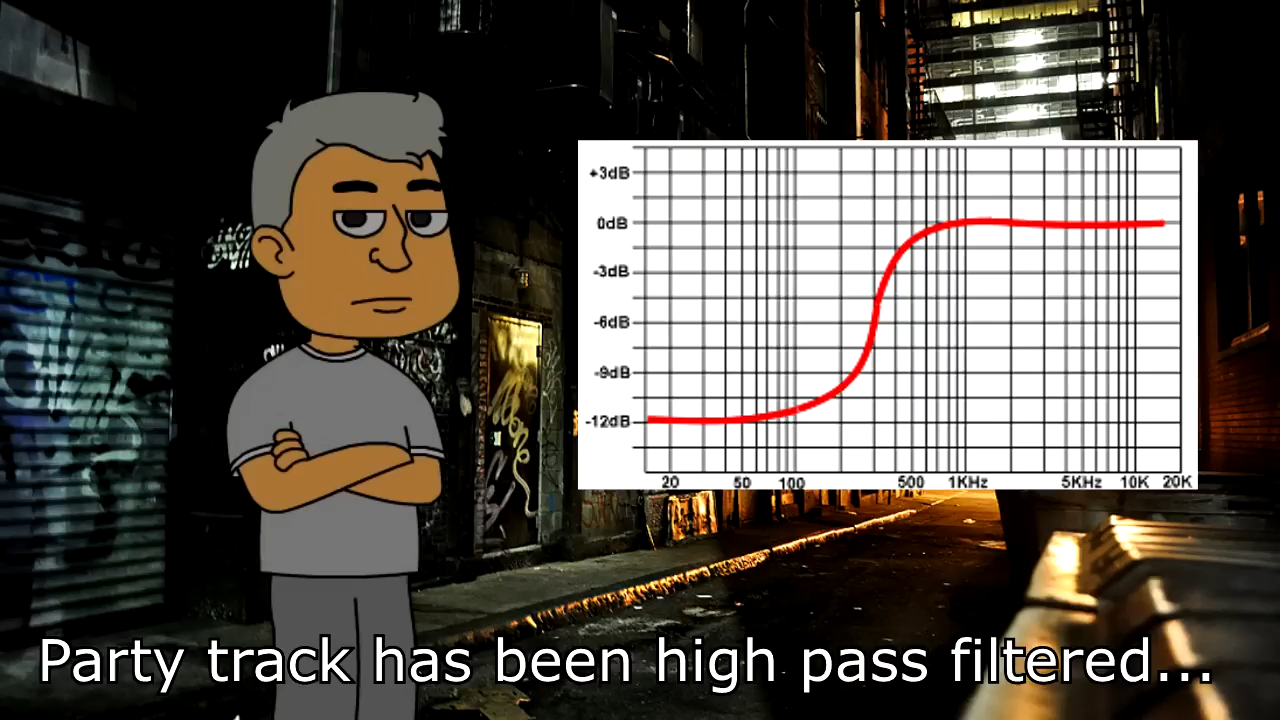 +3dB
0dB
-3dB
-6dB
-9dB
-12dB
20 50 100 500 1KHz 5KHz 10K 20K
Party track has been high pass filtered...